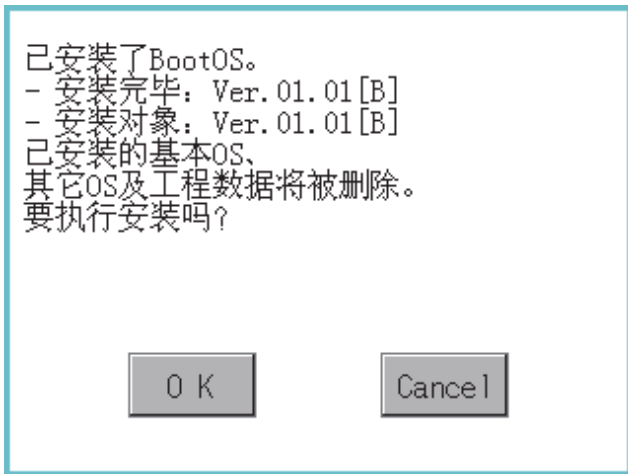 已安装了BootOS。
- 安装完毕：Ver.01.01[B]
- 安装对象：Ver.01.01[B]
已安装的基本OS、
其它OS及工程数据将被删除。
要执行安装吗?
OK
Cancel